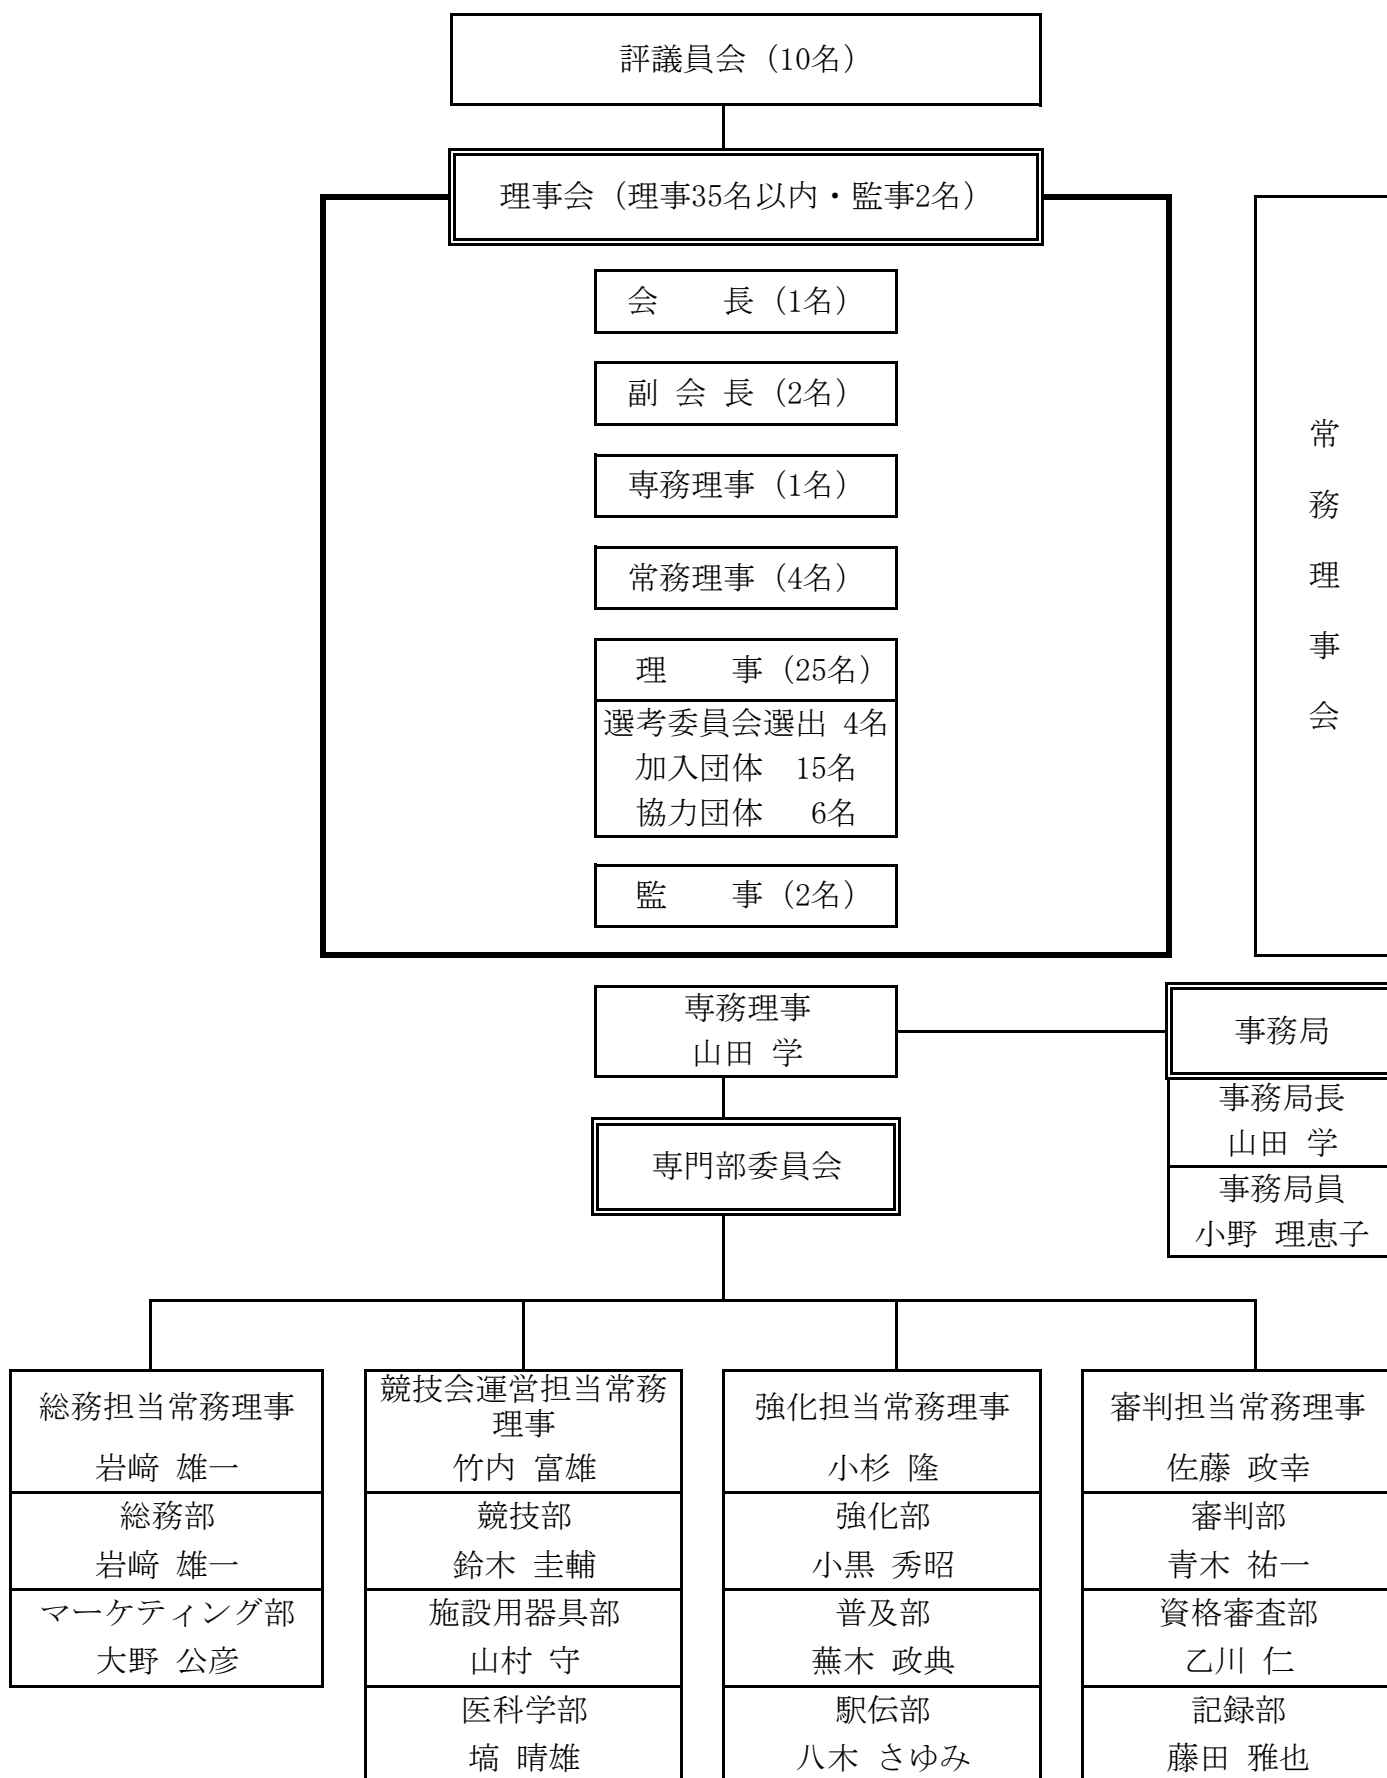 評議員会（10名）
理事会（理事35名以内・監事2名）
会　　長（1名）
副 会 長（2名）
専務理事（1名）
常務理事（4名）
理　　事（25名）
選考委員会選出 4名
加入団体　15名
協力団体　 6名
監　　事（2名）
常
務
理
事
会
専務理事
山田 学
事務局
事務局長
山田 学
事務局員
小野 理恵子
専門部委員会
総務担当常務理事
岩﨑 雄一
総務部
岩﨑 雄一
マーケティング部
大野 公彦
競技会運営担当常務
理事
竹内 富雄
競技部
鈴木 圭輔
施設用器具部
山村 守
医科学部
塙 晴雄
強化担当常務理事
小杉 隆
強化部
小黒 秀昭
普及部
蕪木 政典
駅伝部
八木 さゆみ
審判担当常務理事
佐藤 政幸
審判部
青木 祐一
資格審査部
乙川 仁
記録部
藤田 雅也